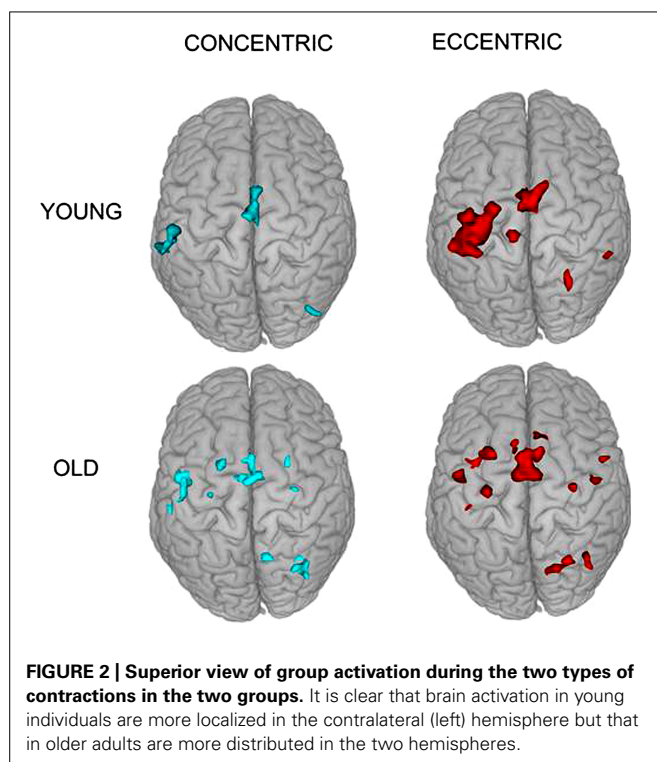 CONCENTRIC ECCENTRIC
YOUNG
OLD
FIGURE 2 | Superior view of group activation during the two types of
contractions in the two groups. It is clear that brain activation in young
individuals are more localized in the contralateral (left) hemisphere but that
in older adults are more distributed in the two hemispheres.